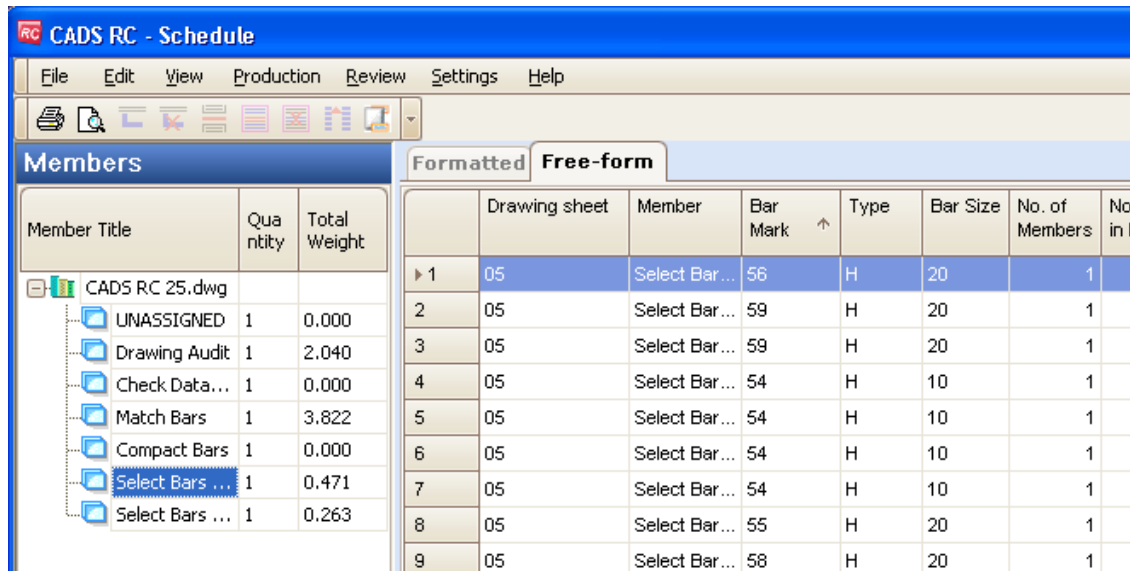 RC CADS RC - Schedule
File Edit View Production Review Settings Help
Members
Member Title Qua ntity Total Weight
CADS RC 25.dwg
UNASSIGNED 1 0.000
Drawing Audit 1 2.040
Check Data... 1 0.000
Match Bars 1 3.822
Compact Bars 1 0.000
Select Bars ... 1 0.471
Select Bars ... 1 0.263
Formatted Free-form
Drawing sheet Member Bar Mark Type Bar Size No. of Members No in
1 05 Select Bar... 56 H 20 1
2 05 Select Bar... 59 H 20 1
3 05 Select Bar... 59 H 20 1
4 05 Select Bar... 54 H 10 1
5 05 Select Bar... 54 H 10 1
6 05 Select Bar... 54 H 10 1
7 05 Select Bar... 54 H 10 1
8 05 Select Bar... 55 H 20 1
9 05 Select Bar... 58 H 20 1